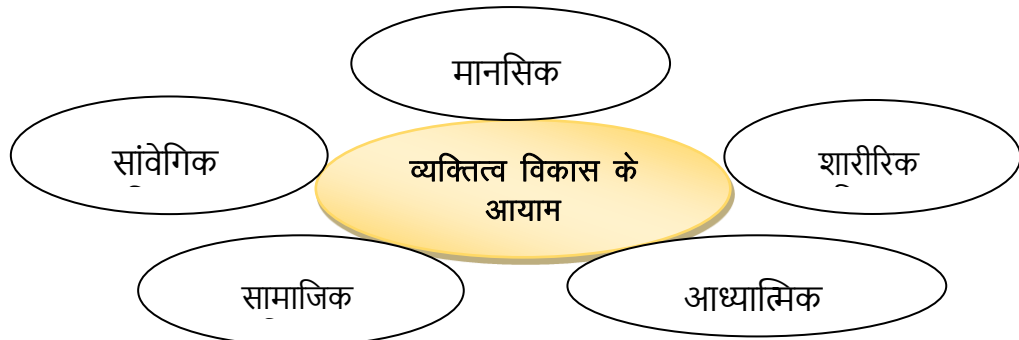 मानसिक
सांवेगिक
व्यक्तित्व विकास के
आयाम
शारीरिक
सामाजिक
आध्यात्मिक